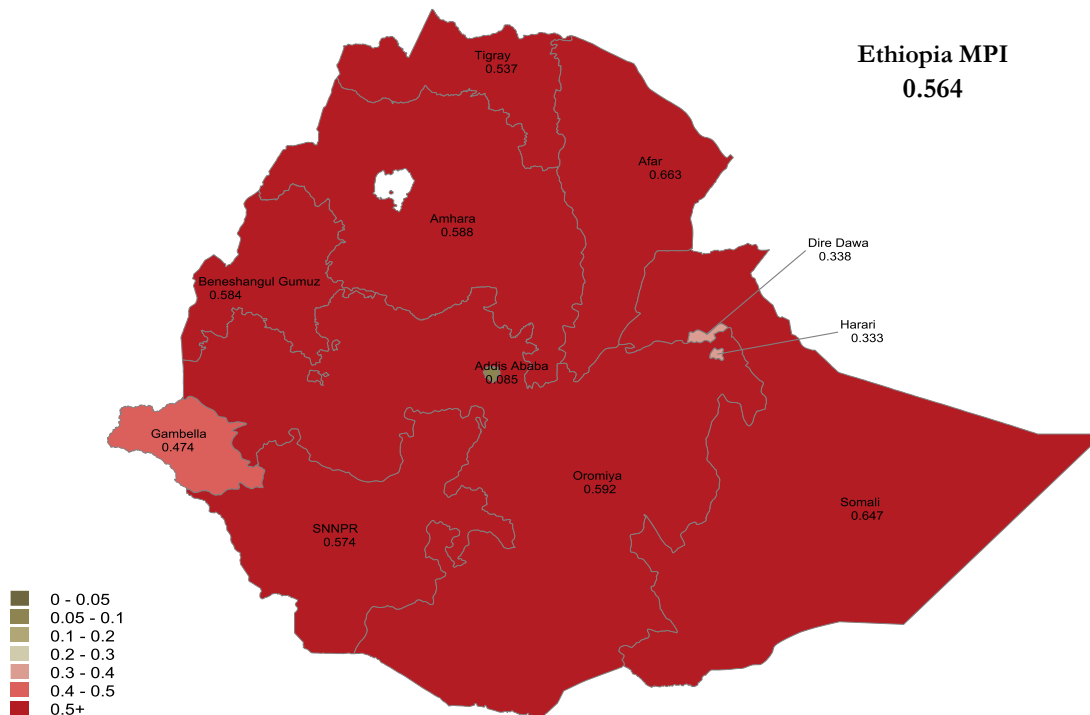 Ethiopia MPI
0.564
Tigray
0.537
Afar
0.663
Amhara
0.588
Dire Dawa
0.338
Beneshangul Gumuz
0.584
Harari
0.333
Addis Ababa
0.085
Gambella
0.474
Oromiya
0.592
Somali
0.647
SNNPR
0.574
0 - 0.05
0.05 - 0.1
0.1 - 0.2
0.2 - 0.3
0.3 - 0.4
0.4 - 0.5
0.5+